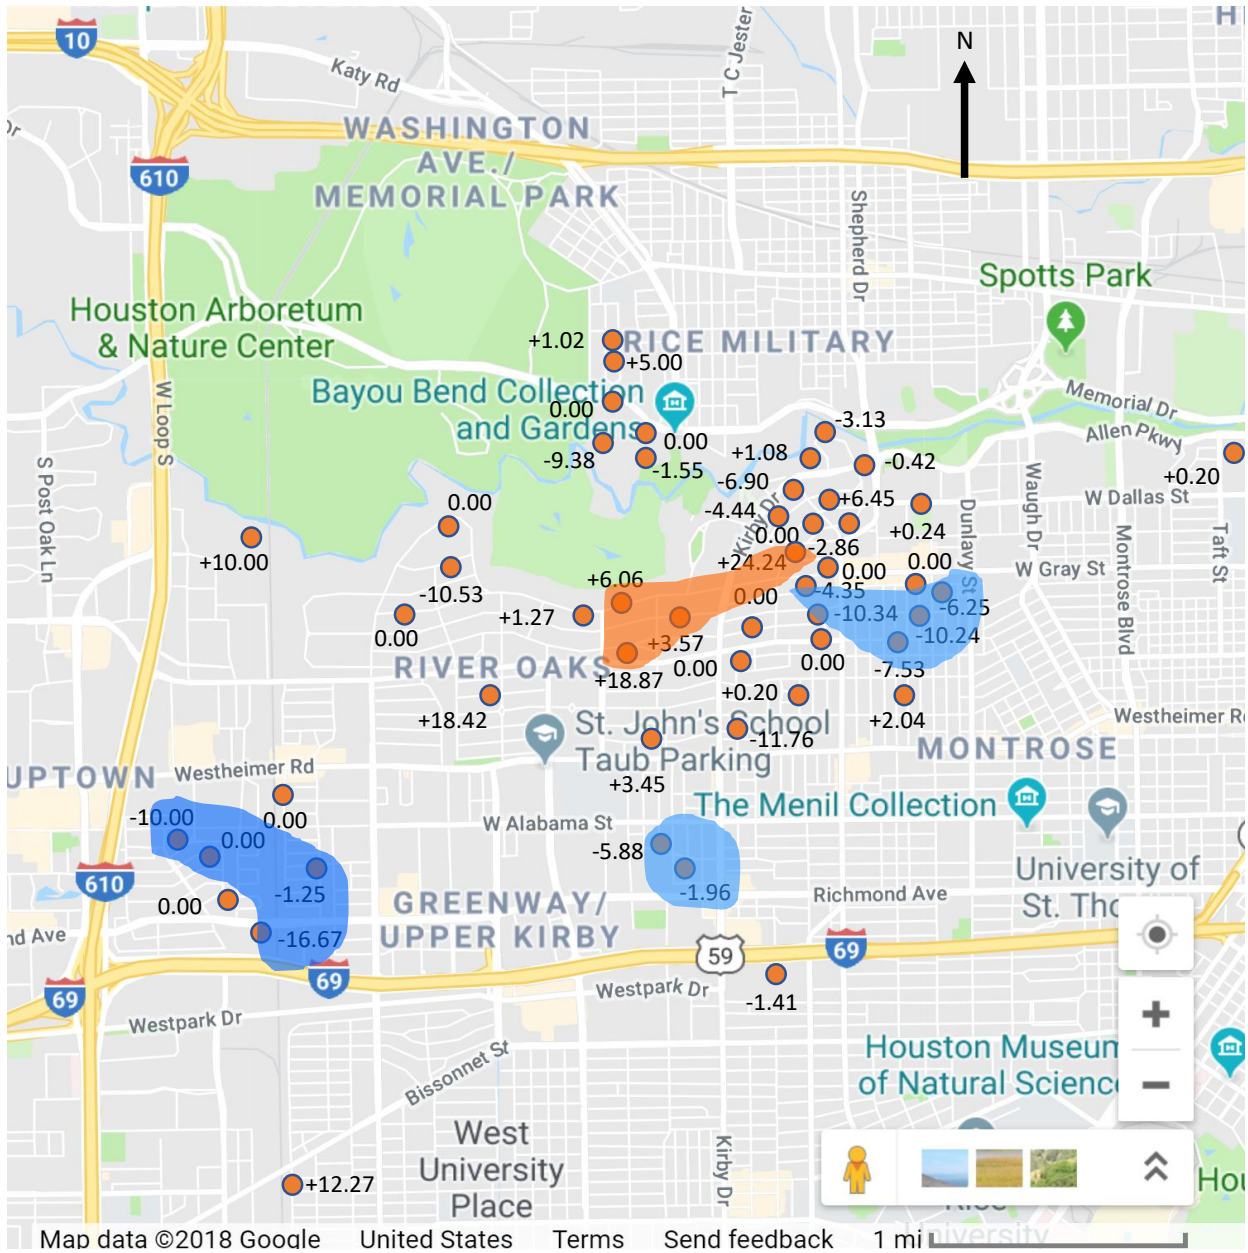 10
N
T C Jester
Katy Rd
WASHINGTON
AVE./
MEMORIAL PARK
610
Shepherd Dr
Spotts Park
Houston Arboretum
& Nature Center
+1.02
RICE MILITARY
+5.00
Bayou Bend Collection
and Gardens
0.00
0.00
-9.38
-1.55
Memorial Dr
Allen Pkwy
-3.13
+1.08
-0.42
+0.20
W Loop S
S Post Oak Ln
-6.90
+6.45
W Dallas St
-4.44
+0.24
Kirby Dr
0.00
-2.86
Dunlavy St
Waugh Dr
Montrose Blvd
Taft St
0.00
+10.00
+24.24
0.00
0.00
W Gray St
-10.53
+6.06
-4.35
0.00
-6.25
0.00
+1.27
-10.34
-10.24
+3.57
RIVER OAKS
+18.87
0.00
0.00
-7.53
+18.42
+0.20
+2.04
St. John's School
Taub Parking
-11.76
Westheimer R
MONTROSE
UPTOWN
Westheimer Rd
+3.45
The Menil Collection
-10.00
0.00
0.00
W Alabama St
-5.88
610
-1.25
-1.96
University of
St. Tho
Richmond Ave
0.00
GREENWAY/
UPPER KIRBY
nd Ave
-16.67
59
69
69
69
-1.41
Westpark Dr
Westpark Dr
Bissonnet St
Houston Museum
of Natural Science
West
University
Place
Kirby Dr
+12.27
Hou
Map data ©2018 Google United States Terms Send feedback 1 mi